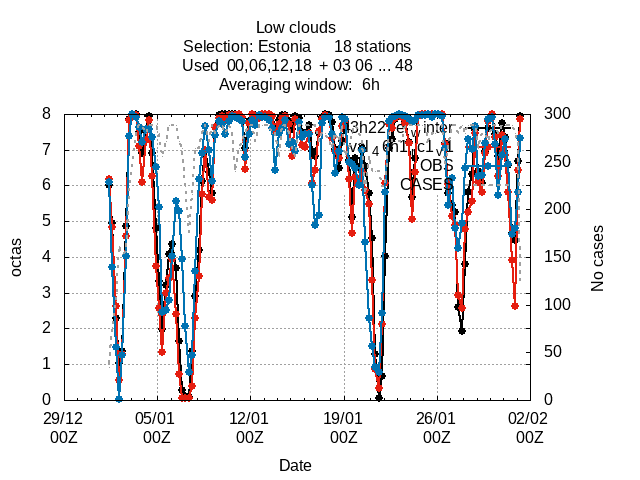 Low clouds
Selection: Estonia 18 stations
Used 00,06,12,18 + 03 06 ... 48
Averaging window: 6h
8
7
6
5
4
3
2
1
0
octas
300
250
200
150
100
50
0
No cases
OBS
CASES
29/12 05/01 12/01 19/01 26/01 02/02
00Z 00Z 00Z 00Z 00Z 00Z
Date